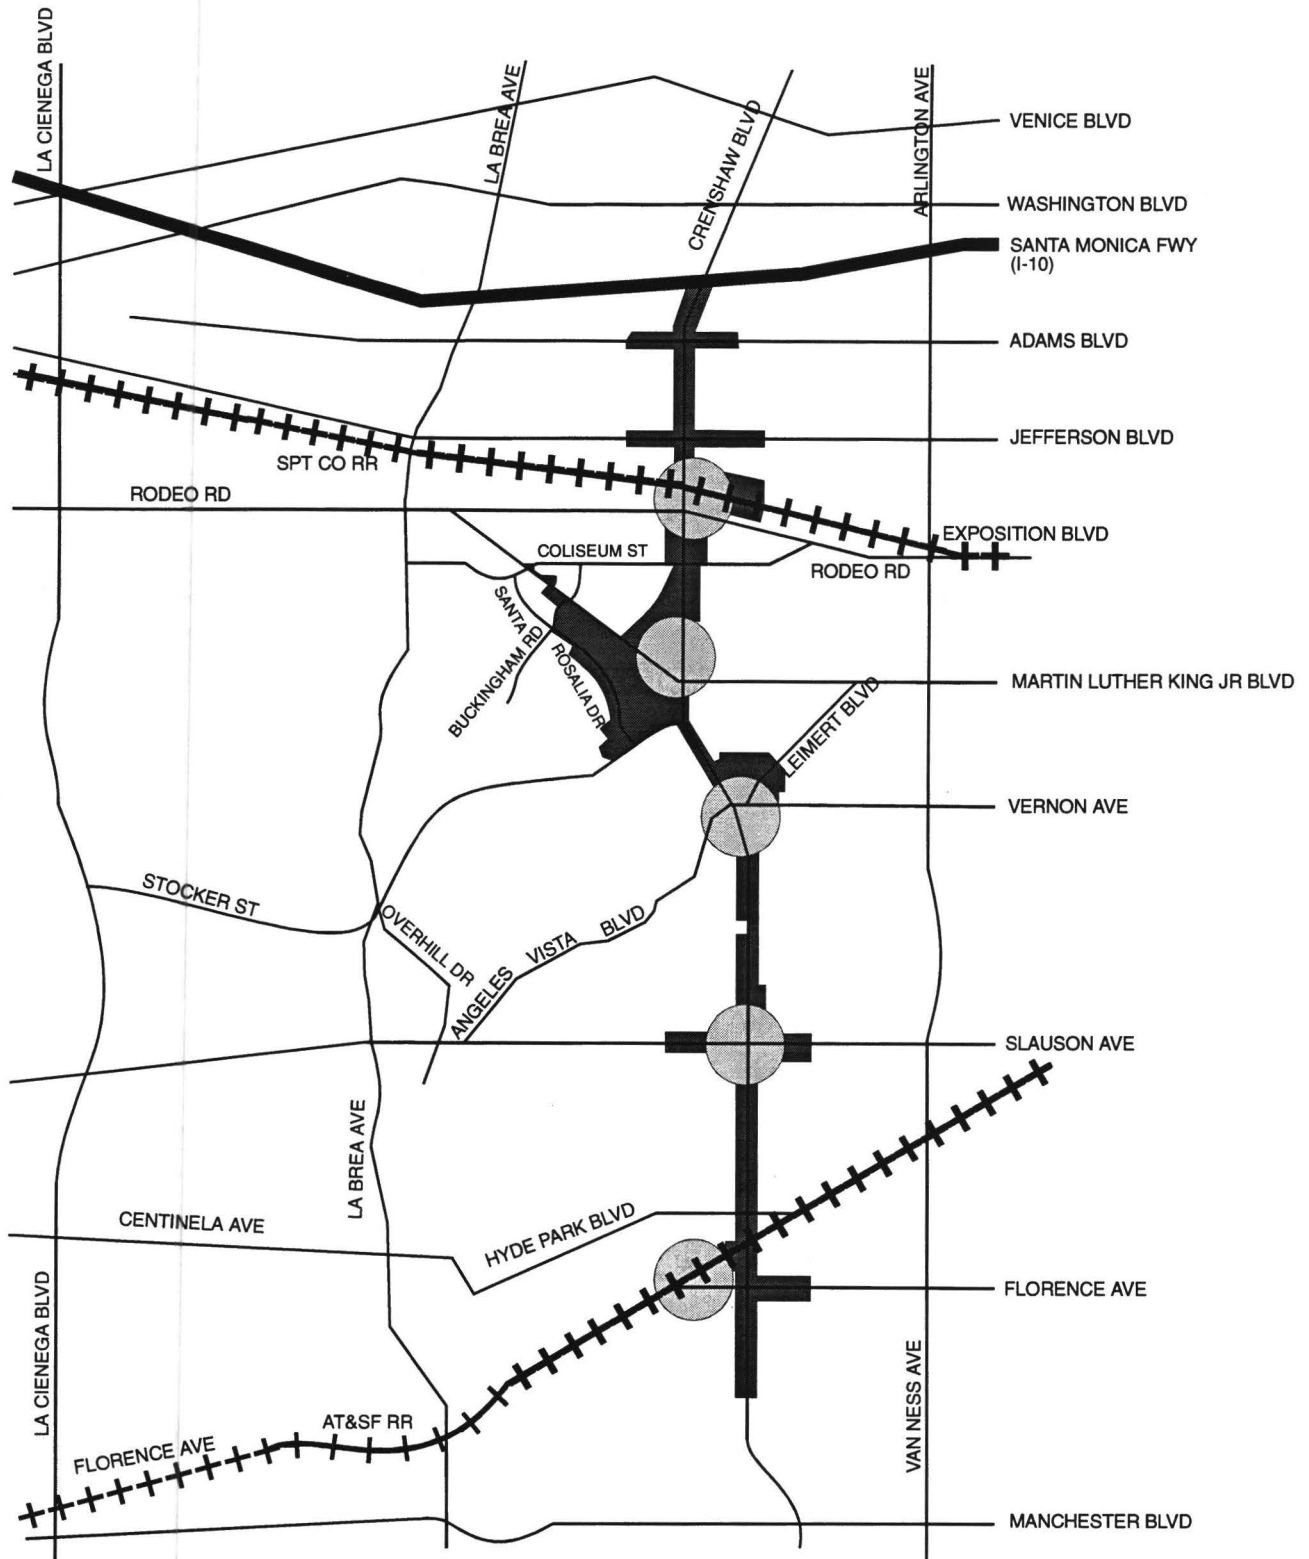 LA CIENEGA BLVD
LA BREA AVE
CRENSHAW BLVD
ARLINGTON AVE
VENICE BLVD
WASHINGTON BLVD
SANTA MONICA FWY
(I-10)
ADAMS BLVD
JEFFERSON BLVD
SPT CO RR
RODEO RD
EXPOSITION BLVD
COLISEUM ST
RODEO RD
SANTA
ROSALIA DR
BUCKINGHAM RD
MARTIN LUTHER KING JR BLVD
LEIMERT BLVD
VERNON AVE
STOCKER ST
OVERHILL DR
ANGELES VISTA BLVD
SLAUSON AVE
LA BREA AVE
CENTINELA AVE
HYDE PARK BLVD
FLORENCE AVE
LA CIENEGA BLVD
VAN NESS AVE
AT&SF RR
FLORENCE AVE
MANCHESTER BLVD